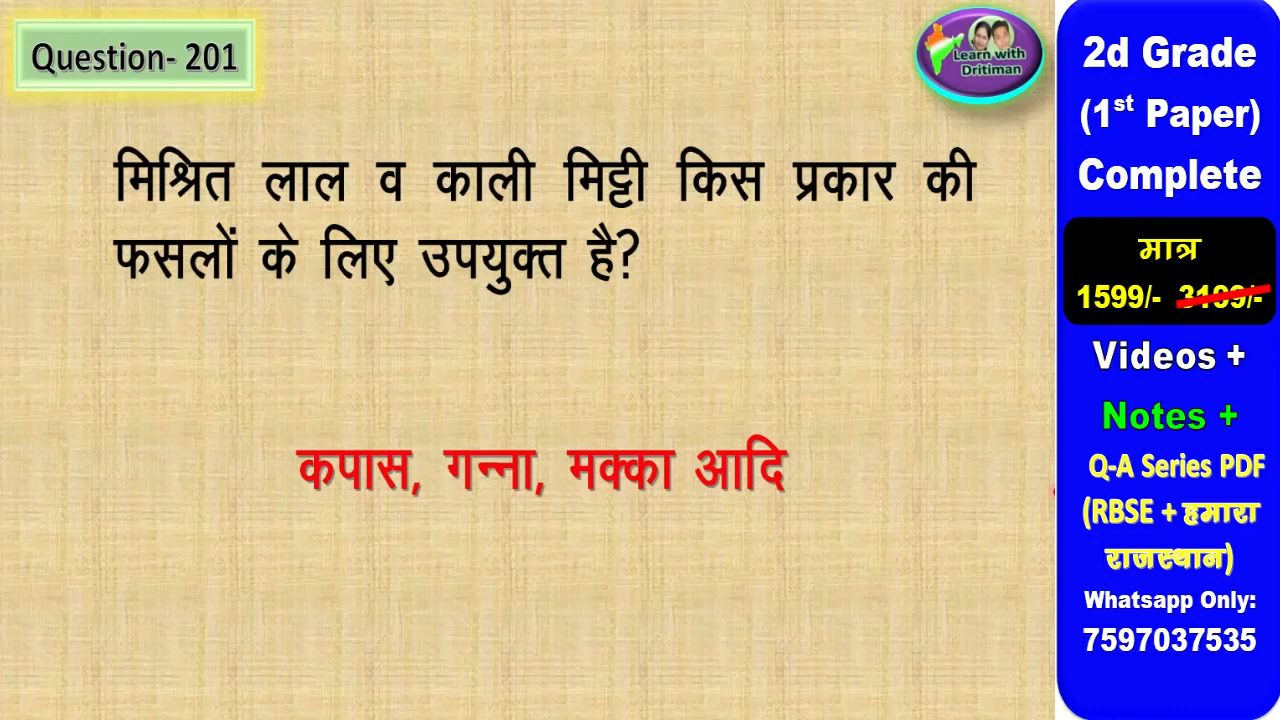 Question- 201
Learn with
Dritiman
मिश्रित लाल व काली मिट्टी किस प्रकार की
फसलों के लिए उपयुक्त है?
कपास, गन्ना, मक्का आदि
2d Grade
(1st Paper)
Complete
मात्र
1599/- 3199/-
Videos +
Notes +
Q-A Series PDF
(RBSE + हमारा
राजस्थान)
Whatsapp Only:
7597037535